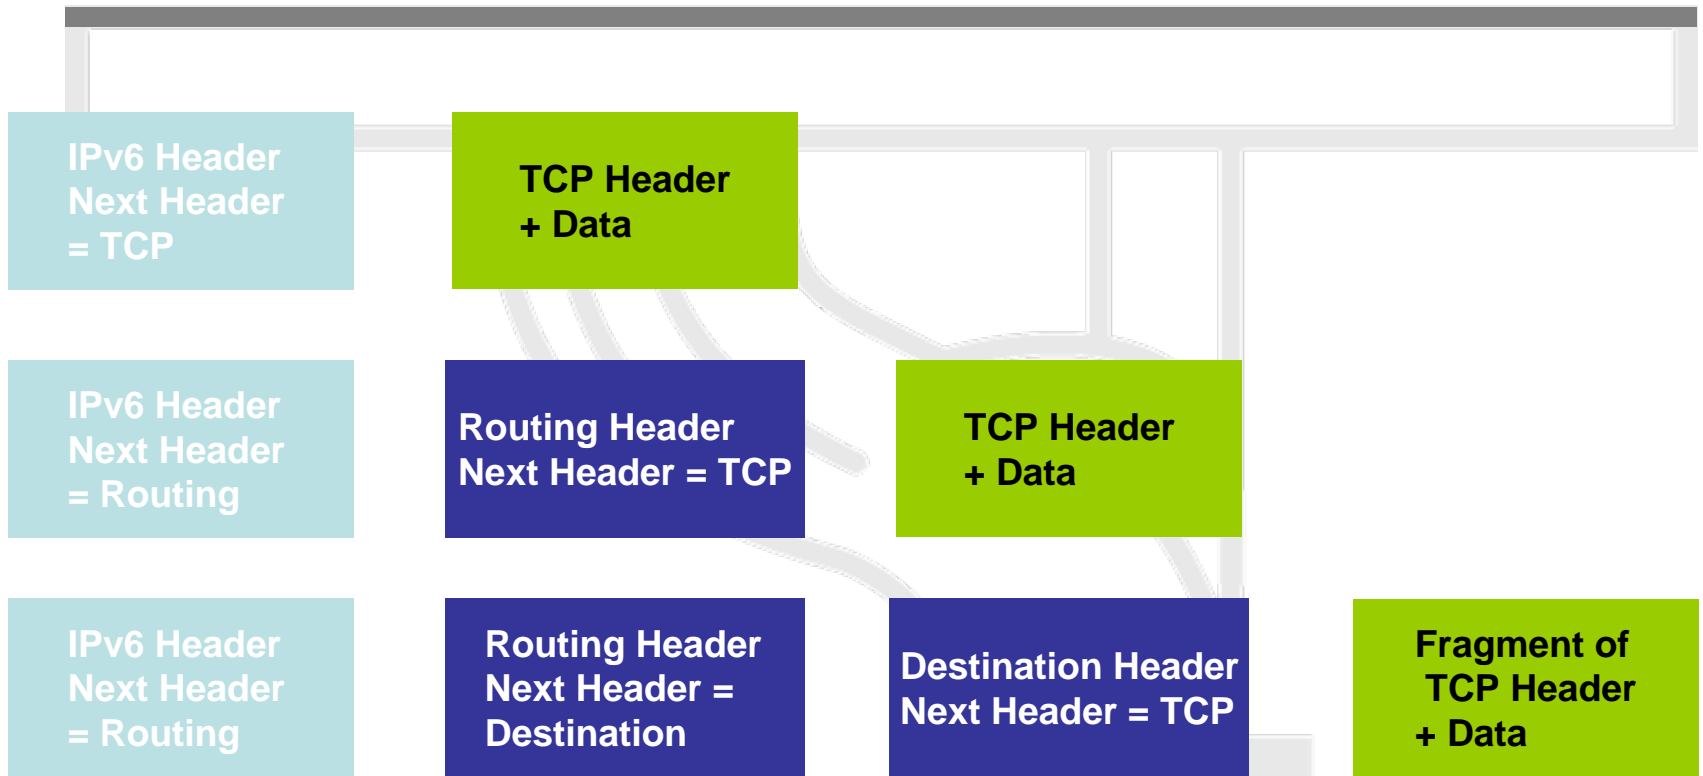 IPv6 Header
Next Header
= TCP
TCP Header
+ Data
IPv6 Header
Next Header
= Routing
Routing Header
Next Header = TCP
TCP Header
+ Data
IPv6 Header
Next Header
= Routing
Routing Header
Next Header =
Destination
Destination Header
Next Header = TCP
Fragment of
TCP Header
+ Data